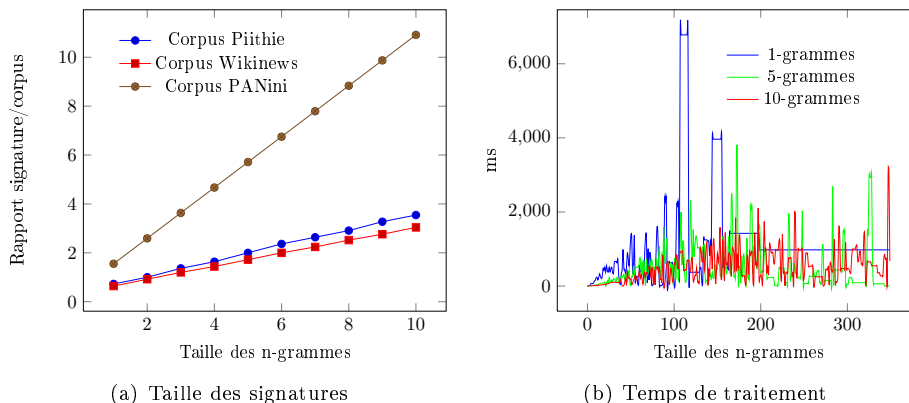 10
8
6
4
2
0
Rapport signature/corpus
Corpus Piithie
Corpus Wikinews
Corpus PANini
2
4
6
8
10
Taille des n-grammes
(a) Taille des signatures
6,000
4,000
2,000
0
ms
1-grammes
5-grammes
10-grammes
0
100
200
300
Taille des n-grammes
(b) Temps de traitement